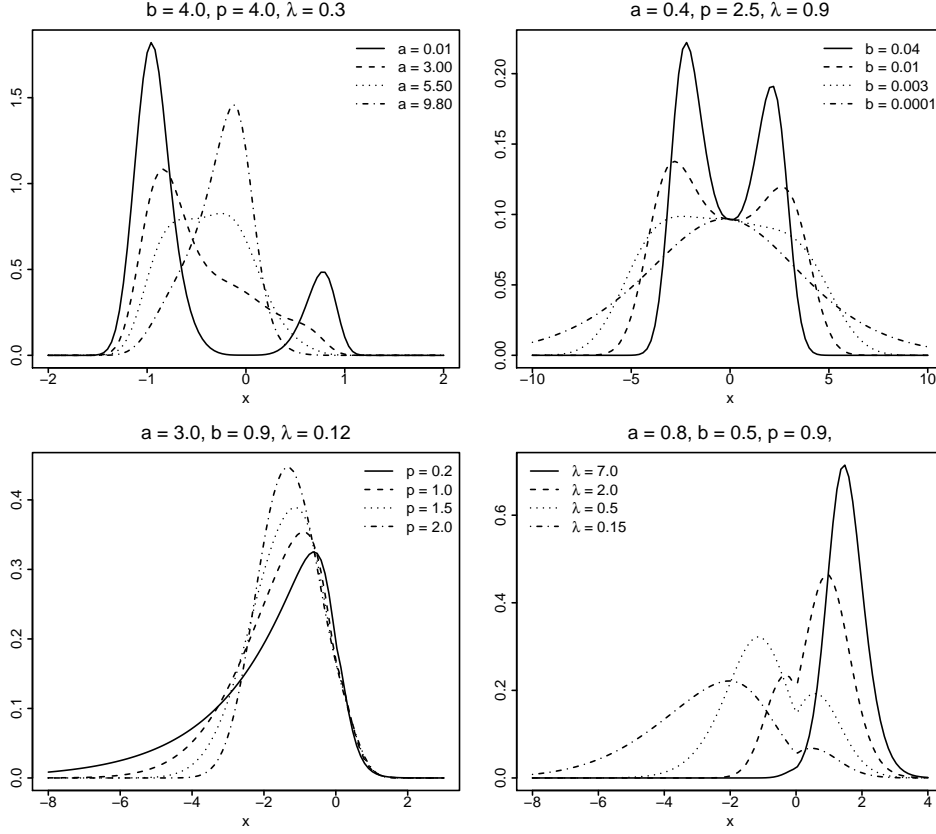 b = 4.0, p = 4.0, λ = 0.3
a = 0.01
a = 3.00
a = 5.50
a = 9.80
0.0
0.5
1.0
1.5
−2
−1
0
1
2
x
a = 0.4, p = 2.5, λ = 0.9
b = 0.04
b = 0.01
b = 0.003
b = 0.0001
0.00
0.05
0.10
0.15
0.20
−10
−5
0
5
10
x
a = 3.0, b = 0.9, λ = 0.12
p = 0.2
p = 1.0
p = 1.5
p = 2.0
0.0
0.1
0.2
0.3
0.4
−8
−6
−4
−2
0
2
x
a = 0.8, b = 0.5, p = 0.9,
λ = 7.0
λ = 2.0
λ = 0.5
λ = 0.15
0.0
0.2
0.4
0.6
−8
−6
−4
−2
0
2
4
x